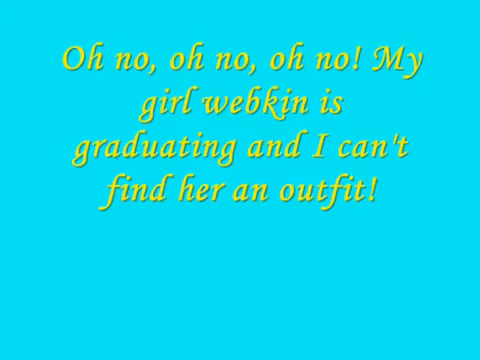 Oh no, oh no, oh no! My
girl webkin is
graduating and I can't
find her an outfit!